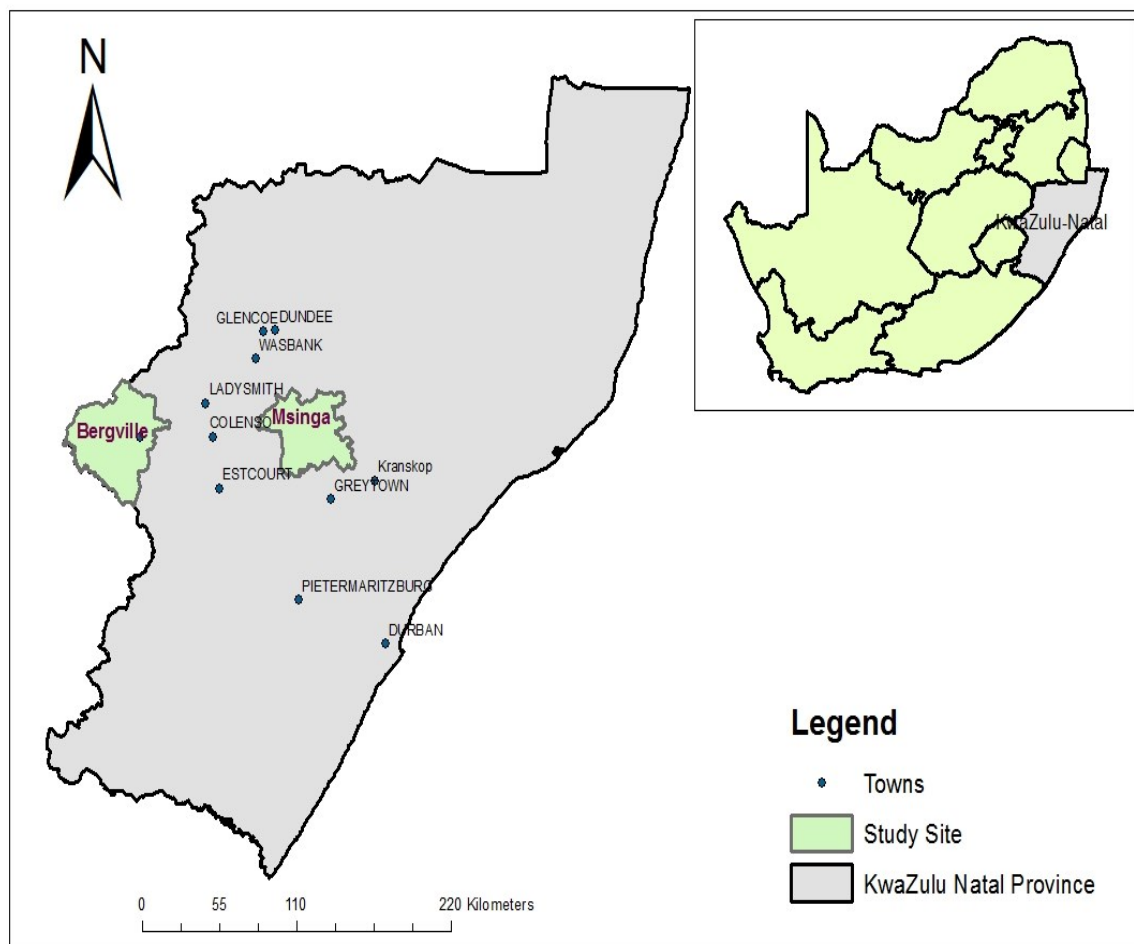 N
KwaZulu-Natal
GLENCOE DUNDEE
WASBANK
LADYSMITH
Bergville
COLENSO
Msinga
ESTCOURT
Kranskop
GREYTOWN
PIETERMARITZBURG
DURBAN
Legend
Towns
Study Site
KwaZulu Natal Province
0 55 110 220 Kilometers